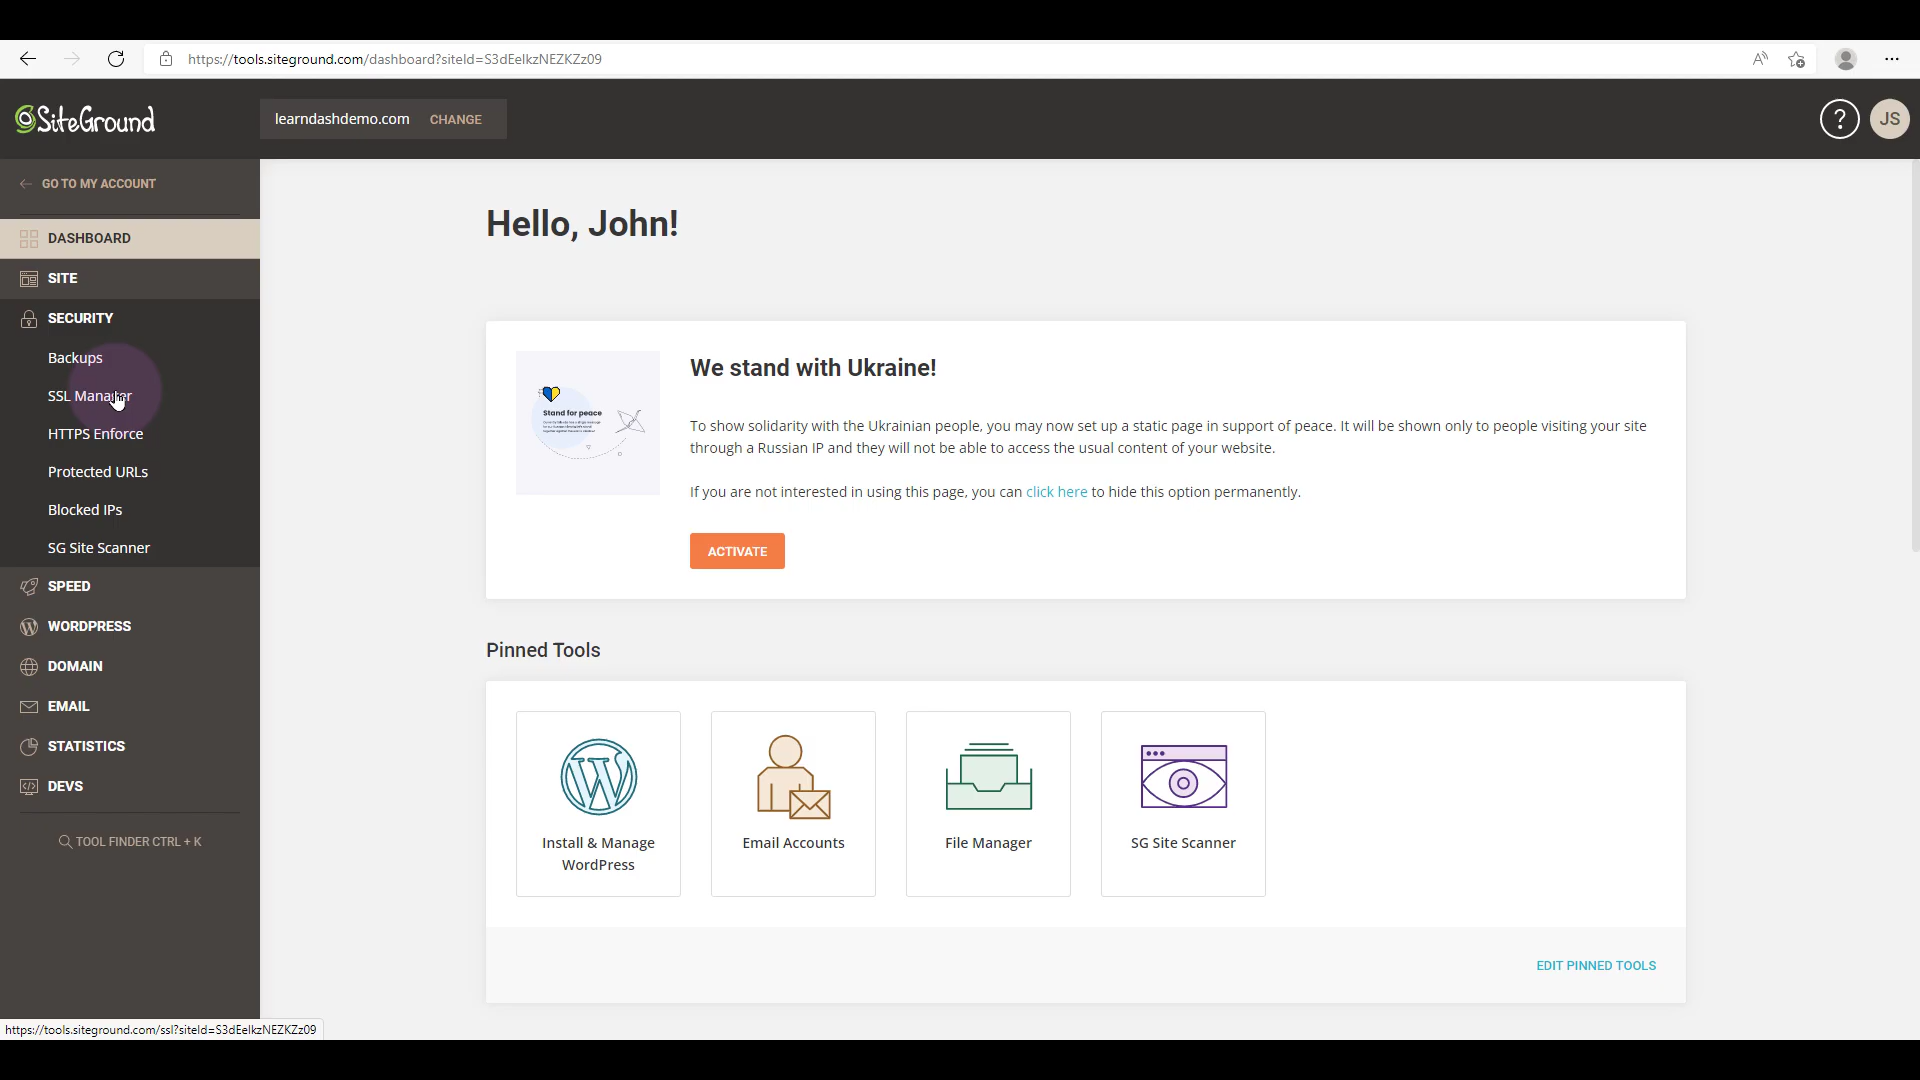 https://tools.siteground.com/dashboard?siteId=S3dEelkzNEZKZz09
SiteGround
learndashdemo.com CHANGE
? JS
GO TO MY ACCOUNT
DASHBOARD
SITE
SECURITY
Backups
SSL Manager
HTTPS Enforce
Protected URLs
Blocked IPs
SG Site Scanner
SPEED
WORDPRESS
DOMAIN
EMAIL
STATISTICS
DEVS
TOOL FINDER CTRL + K
Hello, John!
Stand for peace
We stand with Ukraine!
To show solidarity with the Ukrainian people, you may now set up a static page in support of peace. It will be shown only to people visiting your site
through a Russian IP and they will not be able to access the usual content of your website.
If you are not interested in using this page, you can click here to hide this option permanently.
ACTIVATE
Pinned Tools
Install & Manage
WordPress
Email Accounts
File Manager
SG Site Scanner
EDIT PINNED TOOLS
https://tools.siteground.com/ssl?siteId=S3dEelkzNEZKZz09